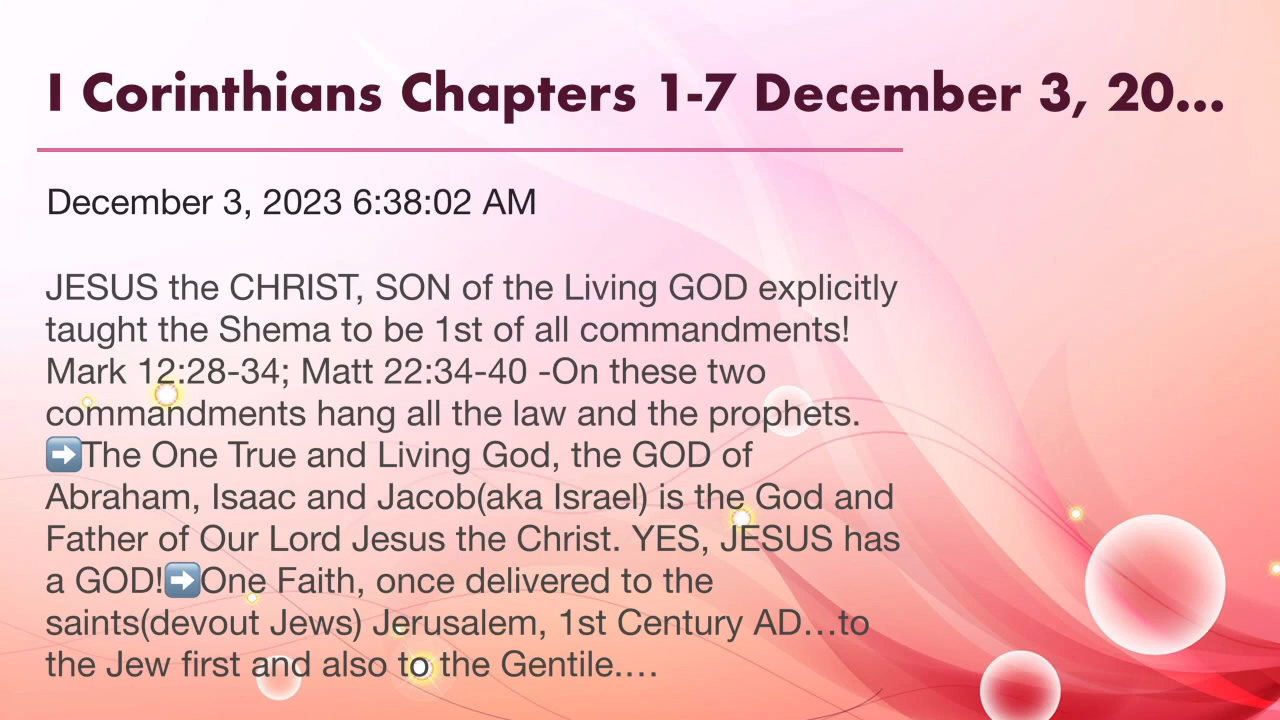 I Corinthians Chapters 1-7 December 3, 20...
December 3, 2023 6:38:02 AM
JESUS the CHRIST, SON of the Living GOD explicitly
taught the Shema to be 1st of all commandments!
Mark 12:28-34; Matt 22:34-40 -On these two
commandments hang all the law and the prophets.
➡️The One True and Living God, the GOD of
Abraham, Isaac and Jacob(aka Israel) is the God and
Father of Our Lord Jesus the Christ. YES, JESUS has
a GOD!➡️One Faith, once delivered to the
saints(devout Jews) Jerusalem, 1st Century AD…to
the Jew first and also to the Gentile.…